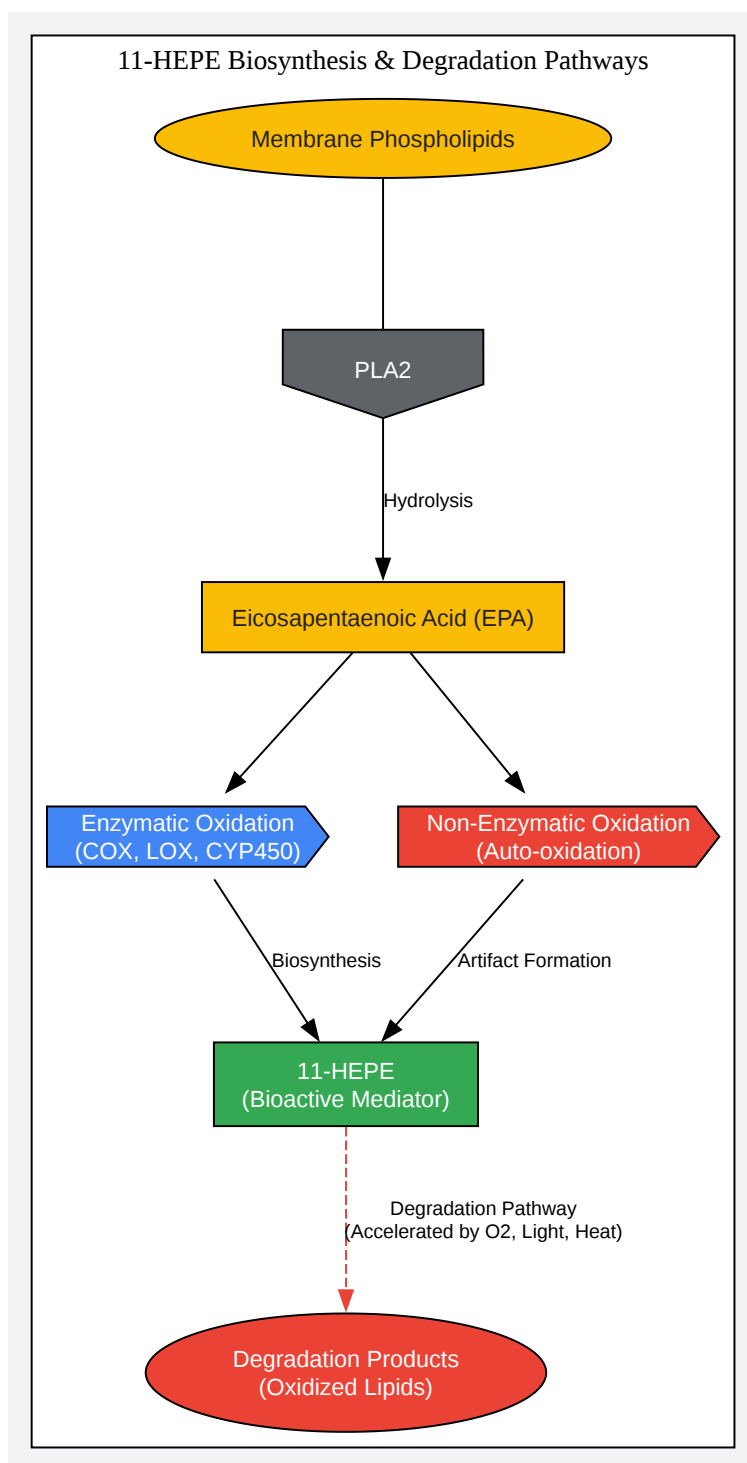 11-HEPE Biosynthesis & Degradation Pathways
Membrane Phospholipids
PLA2
Hydrolysis
Eicosapentaenoic Acid (EPA)
Enzymatic Oxidation
(COX, LOX, CYP450)
Non-Enzymatic Oxidation
(Auto-oxidation)
Biosynthesis
Artifact Formation
11-HEPE
(Bioactive Mediator)
Degradation Pathway
(Accelerated by O2, Light, Heat)
Degradation Products
(Oxidized Lipids)